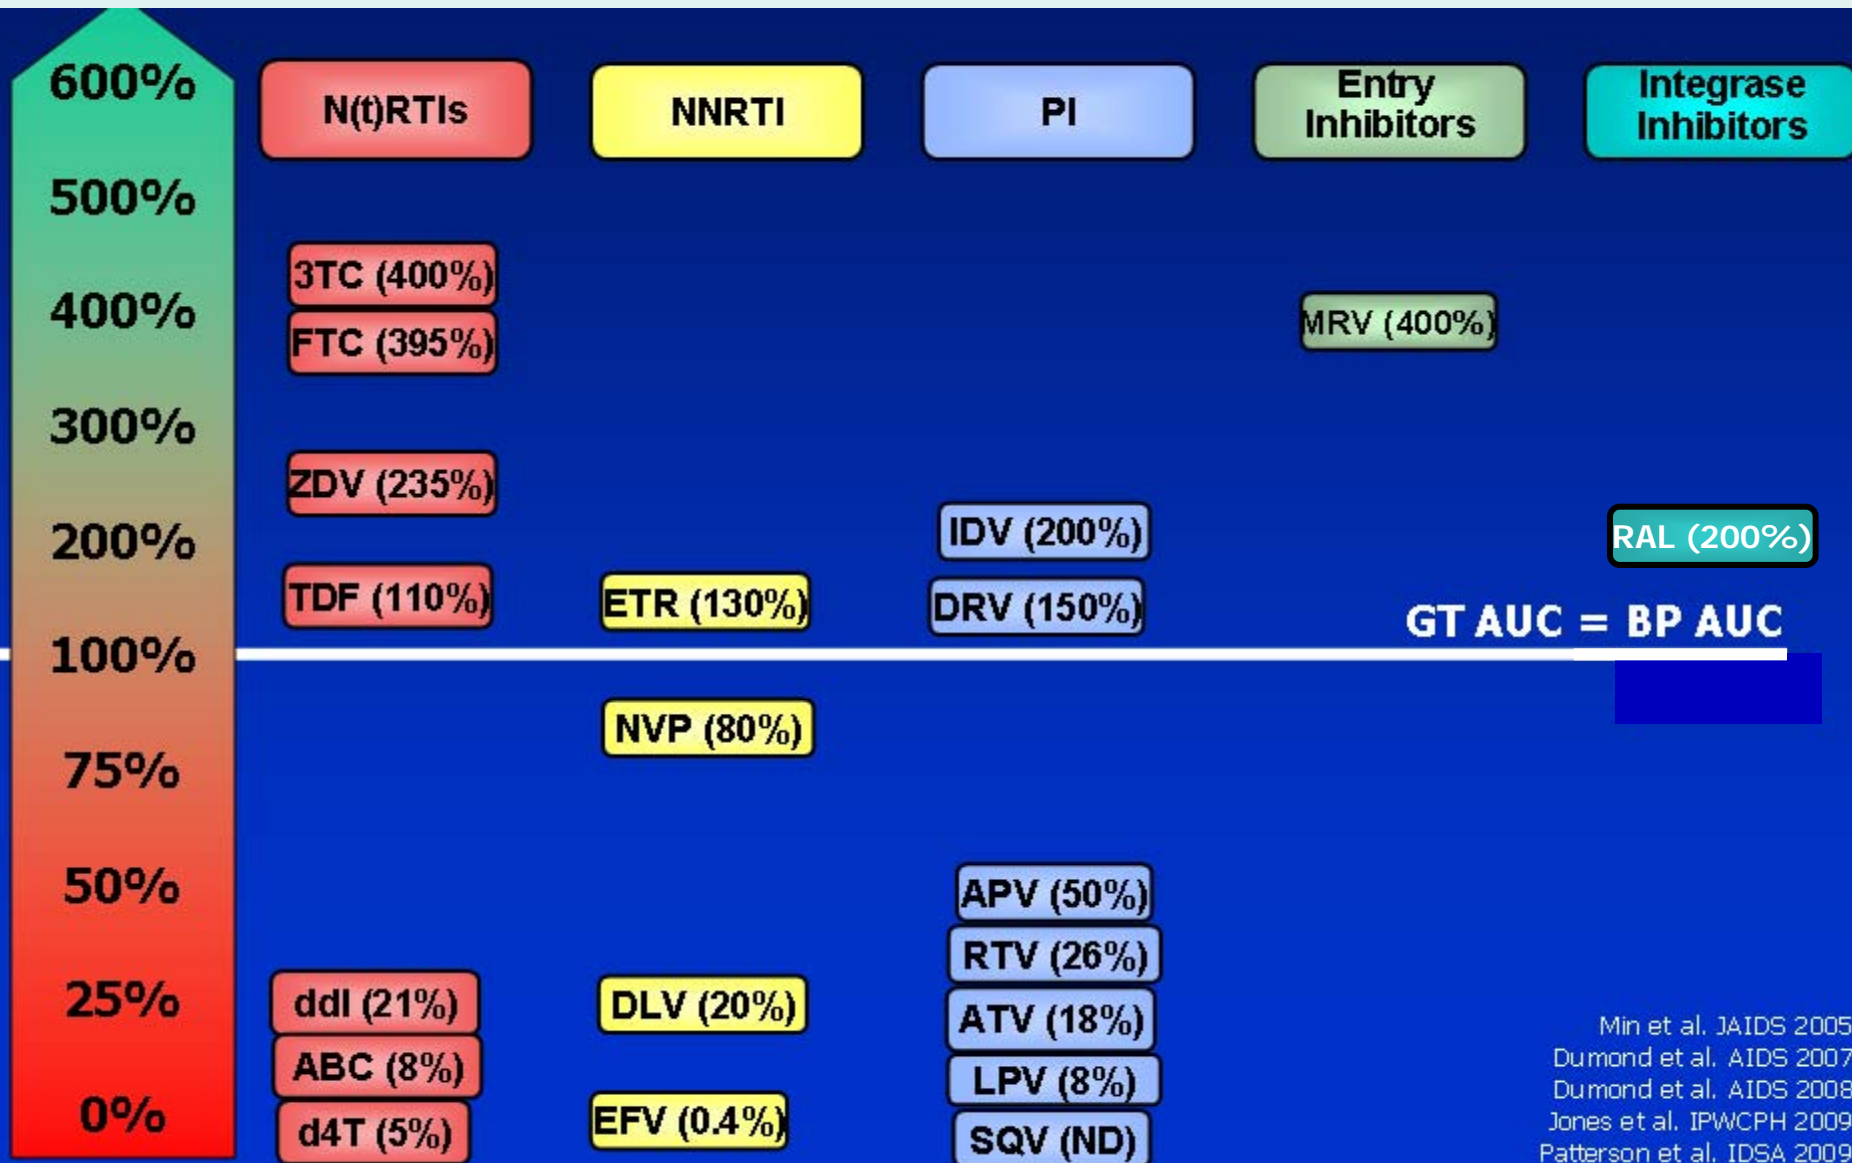 600%
500%
400%
300%
200%
100%
75%
50%
25%
0%
N(t)RTIs
3TC (400%)
FTC (395%)
ZDV (235%)
TDF (110%)
ddI (21%)
ABC (8%)
d4T (5%)
NNRTI
ETR (130%)
NVP (80%)
DLV (20%)
EFV (0.4%)
PI
IDV (200%)
DRV (150%)
APV (50%)
RTV (26%)
ATV (18%)
LPV (8%)
SQV (ND)
Entry
Inhibitors
MRV (400%)
Integrase
Inhibitors
RAL (200%)
GT AUC = BP AUC
Min et al. JAIDS 2005
Dumond et al. AIDS 2007
Dumond et al. AIDS 2008
Jones et al. IPWCPH 2009
Patterson et al. IDSA 2009